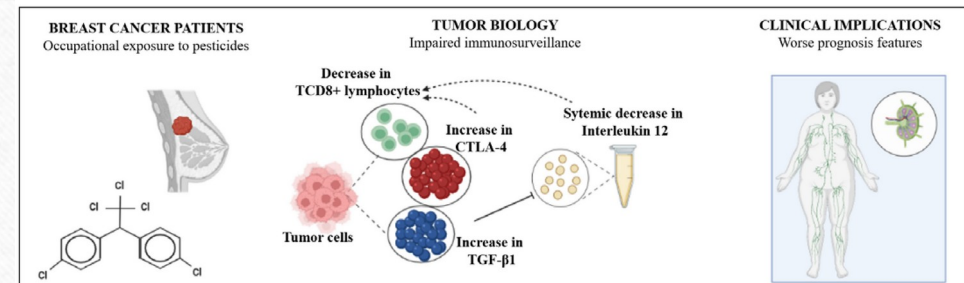 BREAST CANCER PATIENTS
Occupational exposure to pesticides
Cl
Cl
Cl
Cl
Cl
TUMOR BIOLOGY
Impaired immunosurveillance
Decrease in
TCD8+ lymphocytes
Increase in
CTLA-4
Sytemic decrease in
Interleukin 12
Tumor cells
Increase in
TGF-β1
CLINICAL IMPLICATIONS
Worse prognosis features